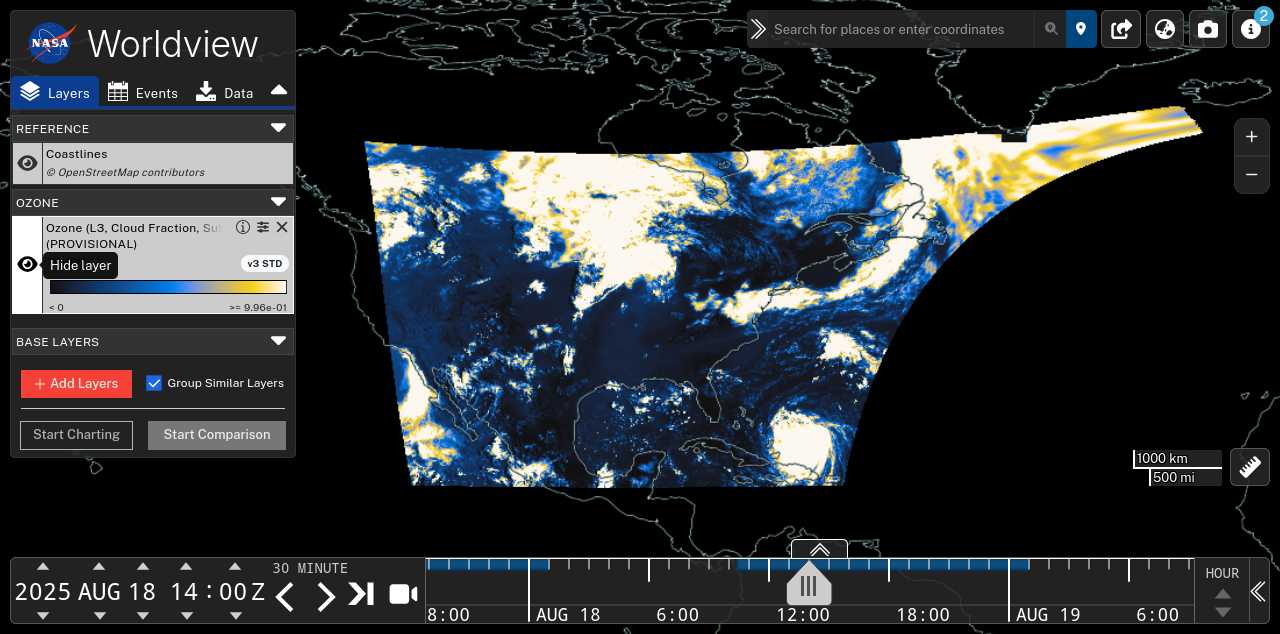 NASA Worldview
Search for places or enter coordinates
2
Layers Events Data
REFERENCE
Coastlines
© OpenStreetMap contributors
OZONE
Ozone (L3, Cloud Fraction, Su
(PROVISIONAL)
Hide layer
v3 STD
< 0 >= 9.96e-01
BASE LAYERS
+ Add Layers
Group Similar Layers
Start Charting Start Comparison
+
−
1000 km
500 mi
2025 AUG 18 14 : 00 Z
30 MINUTE
8:00 AUG 18 6:00 12:00 18:00 AUG 19 6:00
HOUR